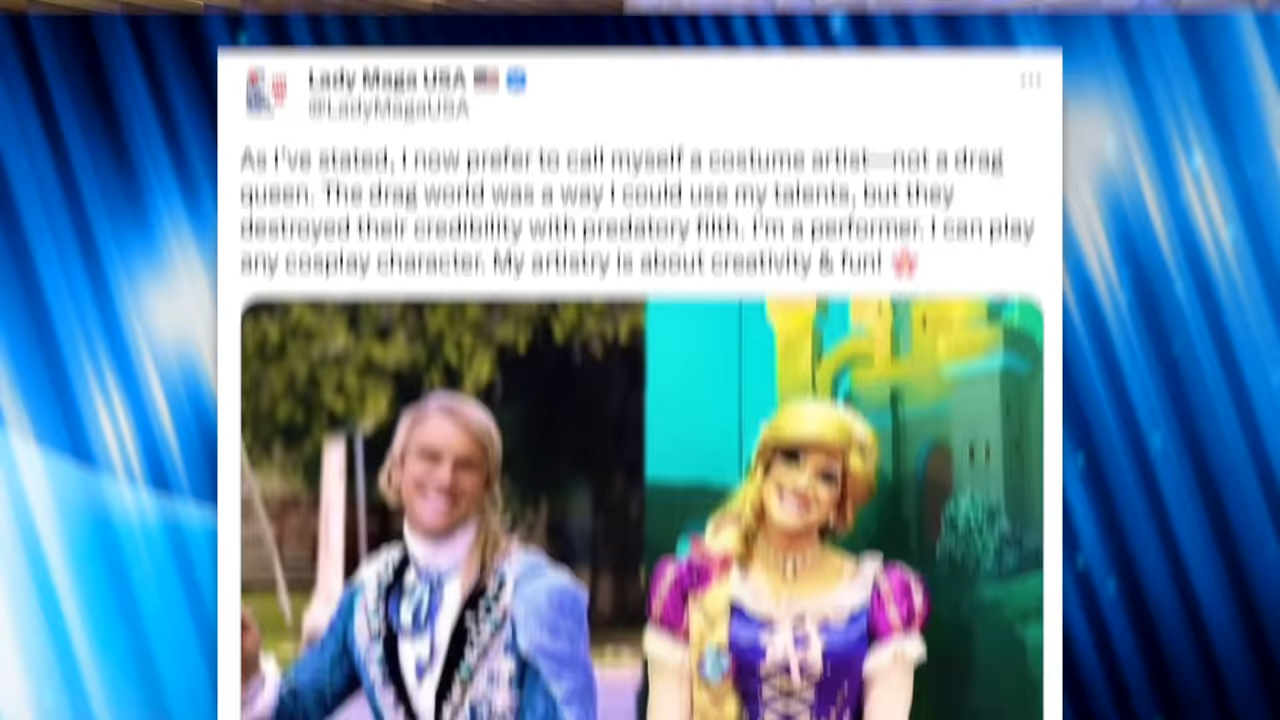 Lady Maga USA
@LadyMagaUSA
As I've stated, I now prefer to call myself a costume artist—not a drag
queen. The drag world was a way I could use my talents, but they
destroyed their credibility with predatory filth. I'm a performer. I can play
any cosplay character. My artistry is about creativity & fun!